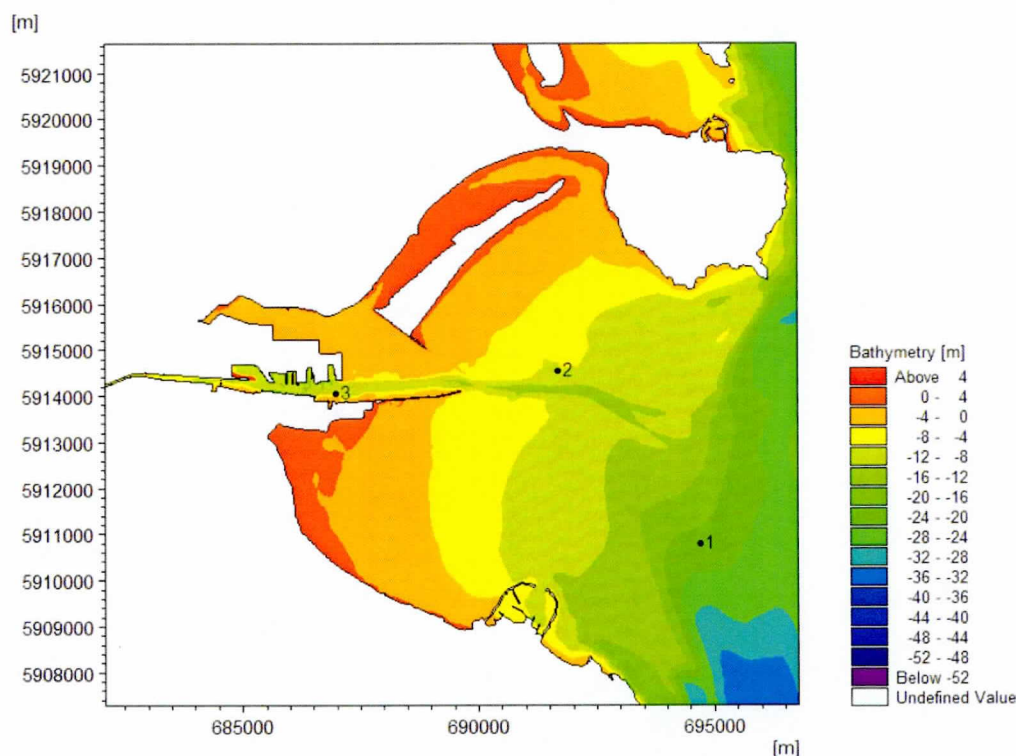 [m]
5921000
5920000
5919000
5918000
5917000
5916000
5915000
5914000
5913000
5912000
5911000
5910000
5909000
5908000
2
3
1
685000 690000 695000
[m]
Bathymetry [m]
Above 4
0 - 4
-4 - 0
-8 - -4
-12 - -8
-16 - -12
-20 - -16
-24 - -20
-28 - -24
-32 - -28
-36 - -32
-40 - -36
-44 - -40
-48 - -44
-52 - -48
Below -52
Undefined Value